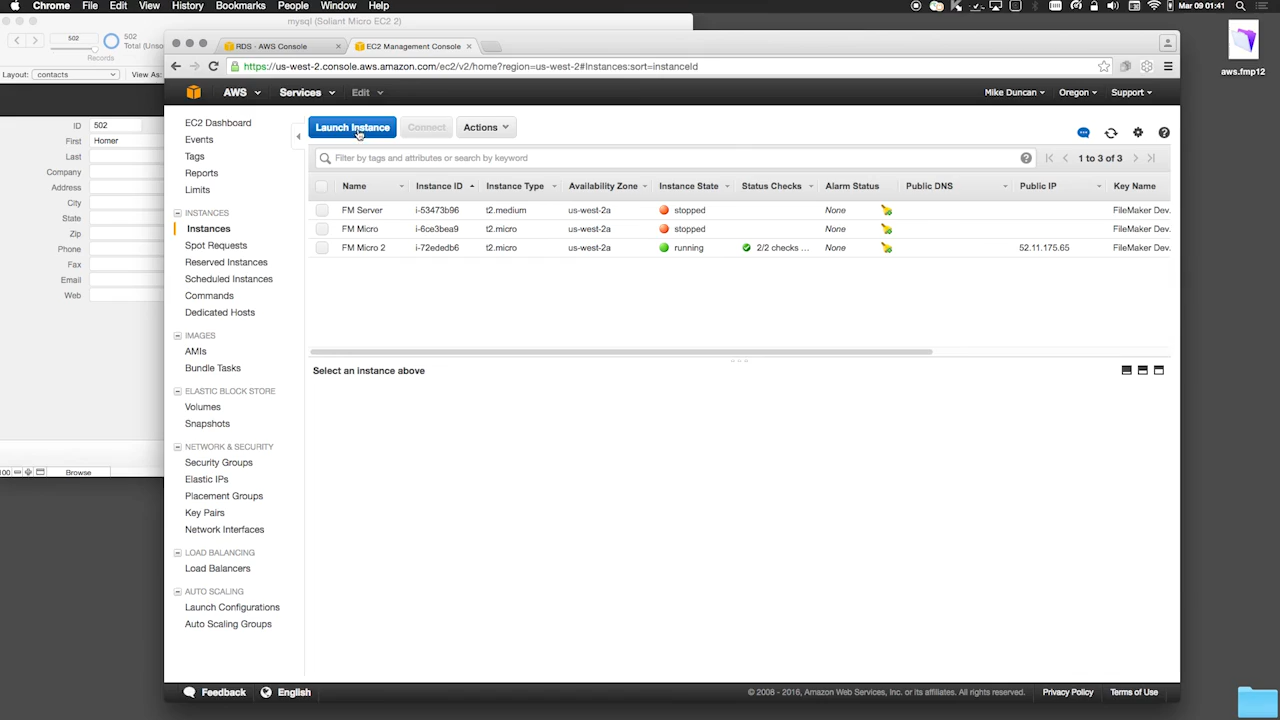 Chrome File Edit View History Bookmarks People Window Help Mar 09 01:41
mysql (Soliant Micro EC2 2)
502 502
Total (Unso
Records
Layout: contacts View As:
ID 502
First Homer
Last
Company
Address
City
State
Zip
Phone
Fax
Email
Web
100 Browse
aws.fmp12
RDS - AWS Console EC2 Management Console
https://us-west-2.console.aws.amazon.com/ec2/v2/home?region=us-west-2#Instances:sort=instanceId
AWS Services Edit Mike Duncan Oregon Support
EC2 Dashboard
Events
Tags
Reports
Limits
INSTANCES
Instances
Spot Requests
Reserved Instances
Scheduled Instances
Commands
Dedicated Hosts
IMAGES
AMIs
Bundle Tasks
ELASTIC BLOCK STORE
Volumes
Snapshots
NETWORK & SECURITY
Security Groups
Elastic IPs
Placement Groups
Key Pairs
Network Interfaces
LOAD BALANCING
Load Balancers
AUTO SCALING
Launch Configurations
Auto Scaling Groups
Launch Instance Connect Actions
Filter by tags and attributes or search by keyword 1 to 3 of 3
Name Instance ID Instance Type Availability Zone Instance State Status Checks Alarm Status Public DNS Public IP Key Name
FM Server i-53473b96 t2.medium us-west-2a stopped None FileMaker Dev.
FM Micro i-6ce3bea9 t2.micro us-west-2a stopped None FileMaker Dev.
FM Micro 2 i-72ededb6 t2.micro us-west-2a running 2/2 checks ... None 52.11.175.65 FileMaker Dev.
Select an instance above
Feedback English © 2008 - 2016, Amazon Web Services, Inc. or its affiliates. All rights reserved. Privacy Policy Terms of Use